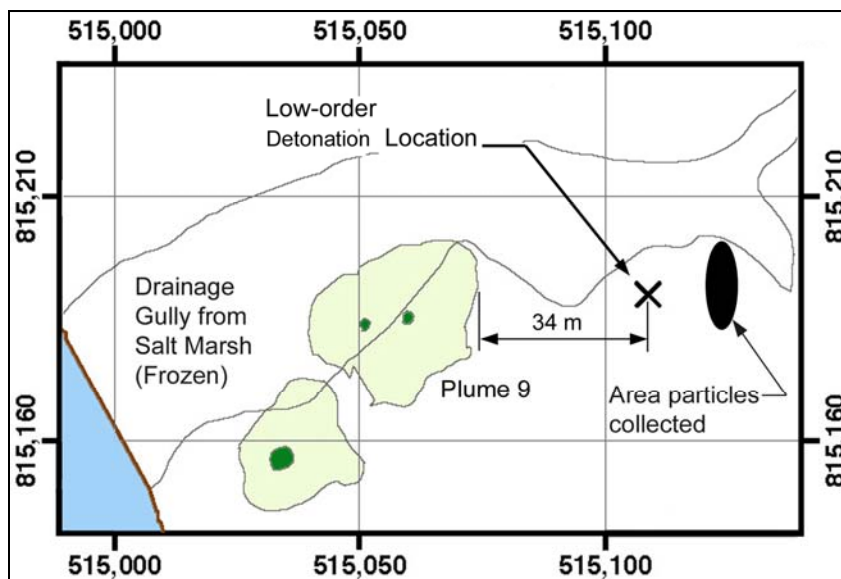 515,000 515,050 515,100
Low-order
Detonation Location
815,210 815,210
Drainage
Gully from
Salt Marsh
(Frozen)
34 m
Plume 9
Area particles
collected
815,160 815,160
515,000 515,050 515,100